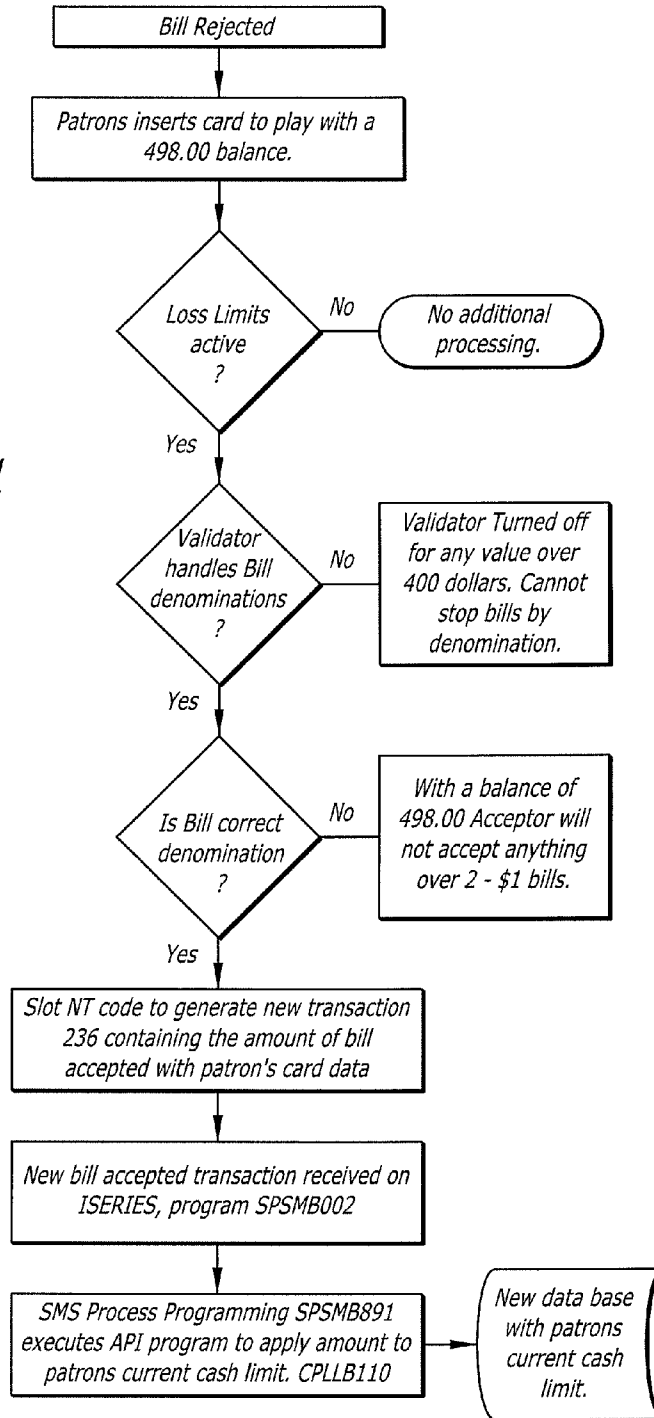 Bill Rejected
Patrons inserts card to play with a
498.00 balance.
Loss Limits
active
?
No
No additional
processing.
Yes
Validator
handles Bill
denominations
?
No
Validator Turned off
for any value over
400 dollars. Cannot
stop bills by
denomination.
Yes
Is Bill correct
denomination
?
No
With a balance of
498.00 Acceptor will
not accept anything
over 2 - $1 bills.
Yes
Slot NT code to generate new transaction
236 containing the amount of bill
accepted with patron's card data
New bill accepted transaction received on
ISERIES, program SPSMB002
SMS Process Programming SPSMB891
executes API program to apply amount to
patrons current cash limit. CPLLB110
New data base
with patrons
current cash
limit.